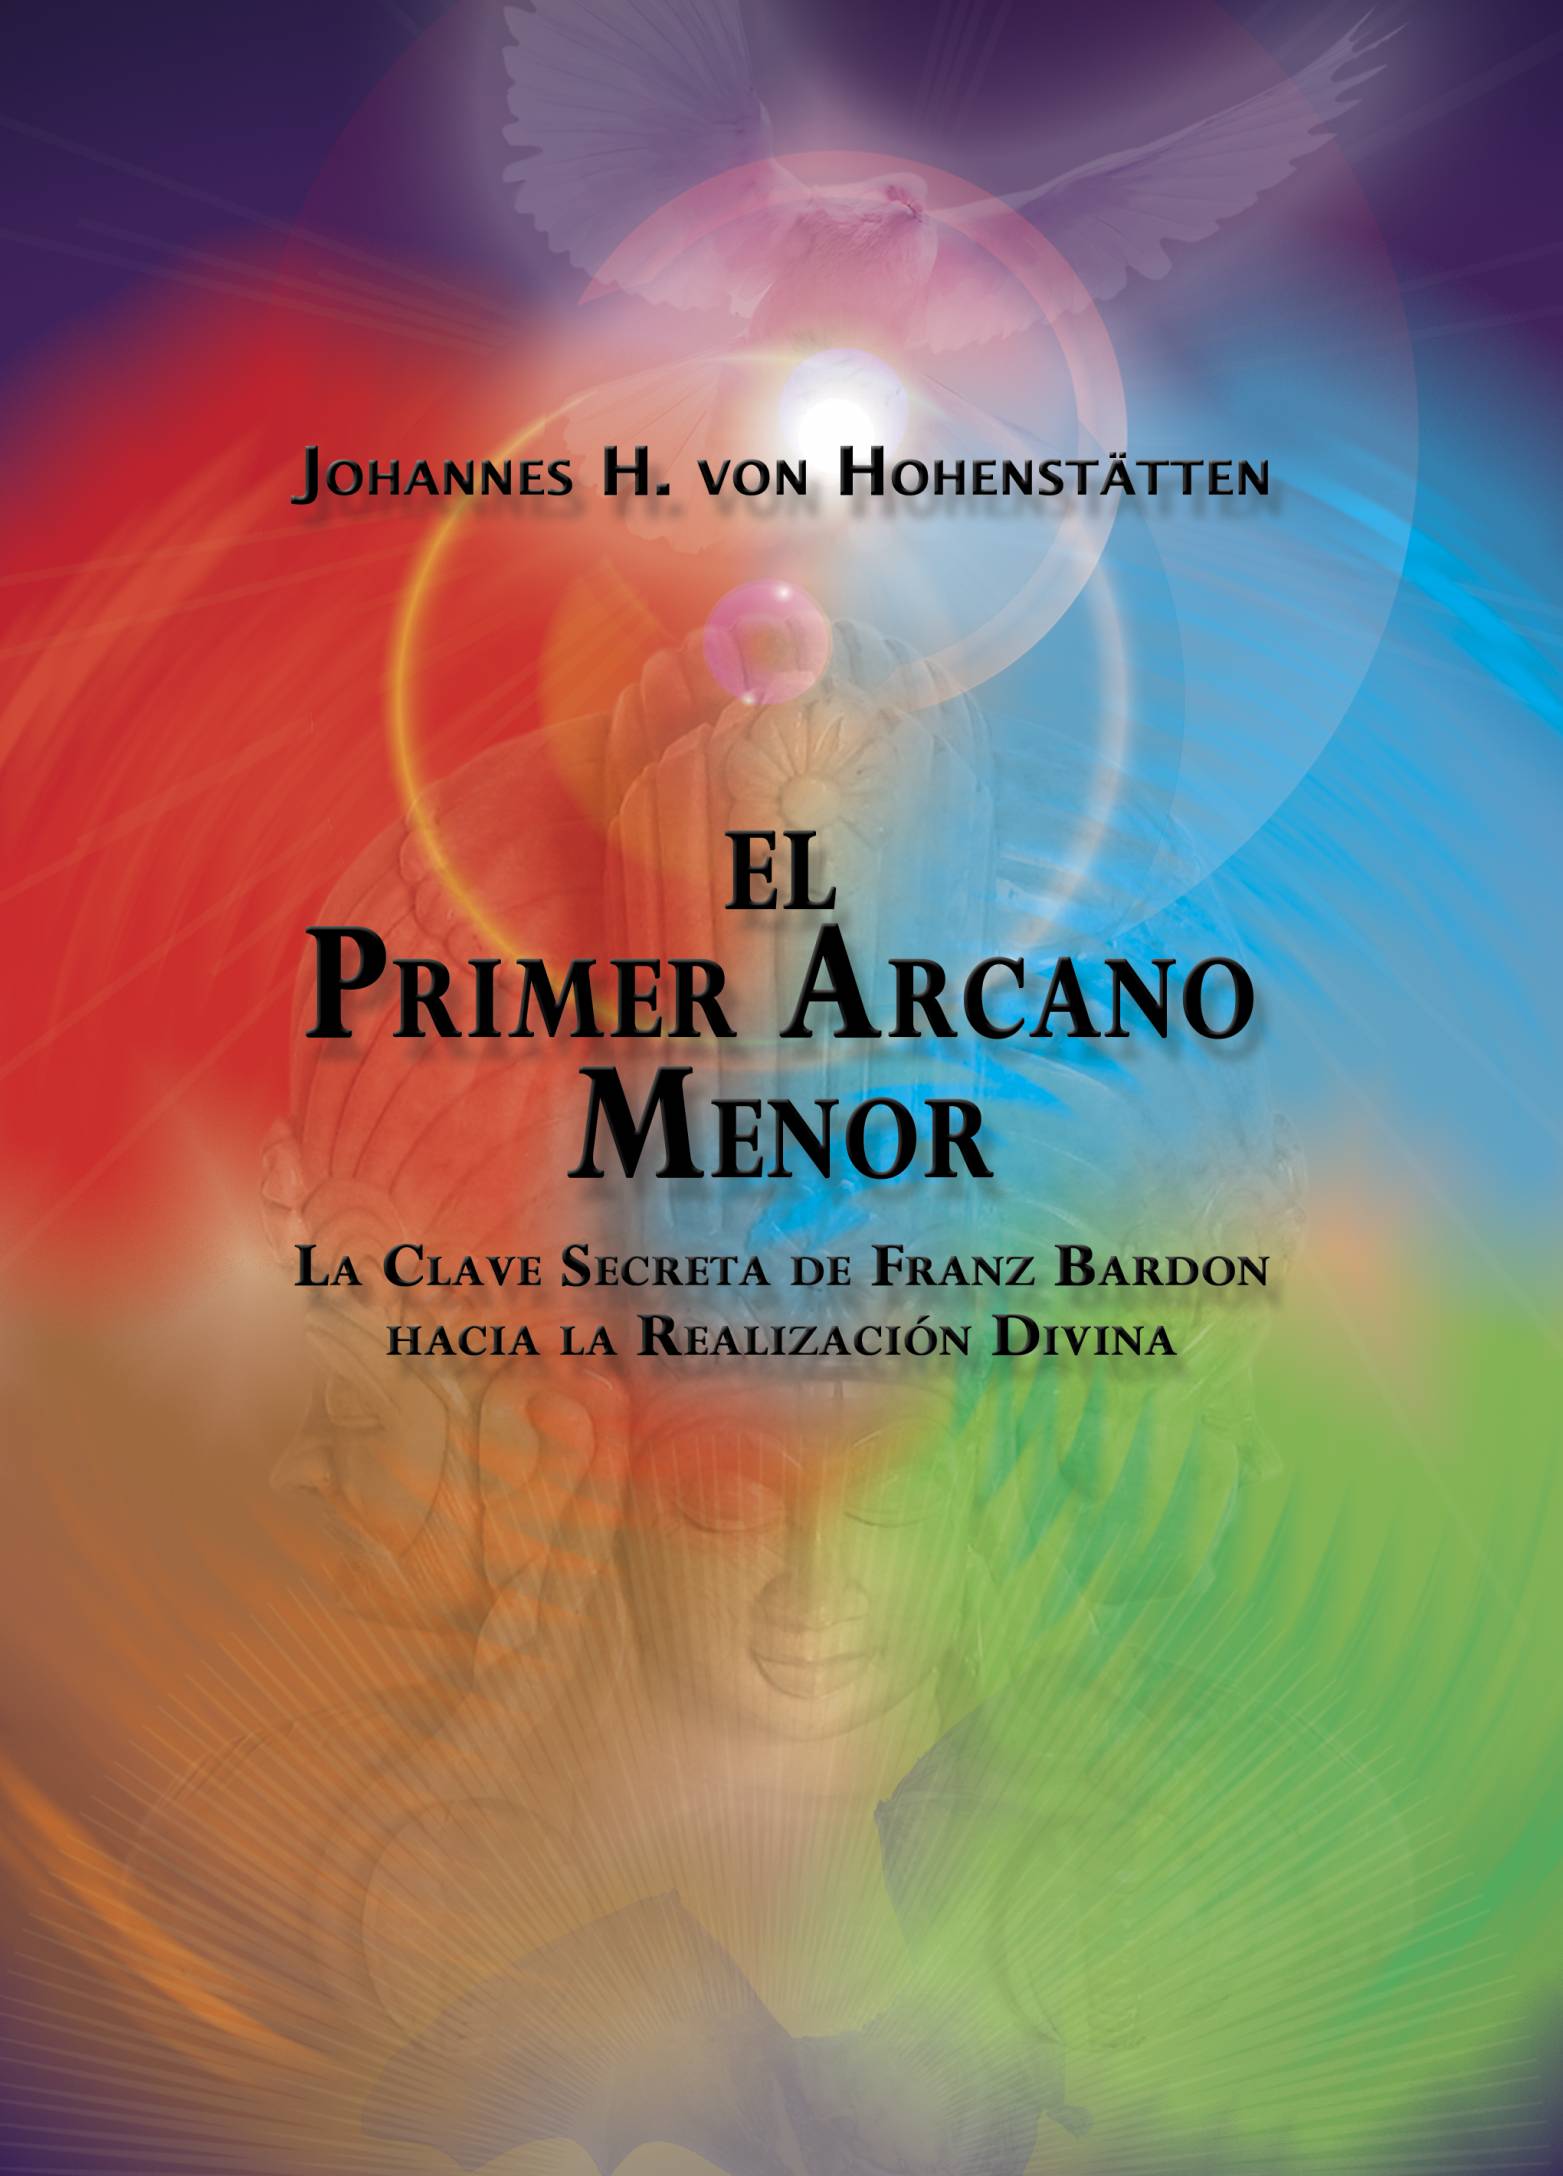 Johannes H. von Hohenstätten
EL
Primer Arcano
Menor
La Clave Secreta de Franz Bardon
hacia la Realización Divina